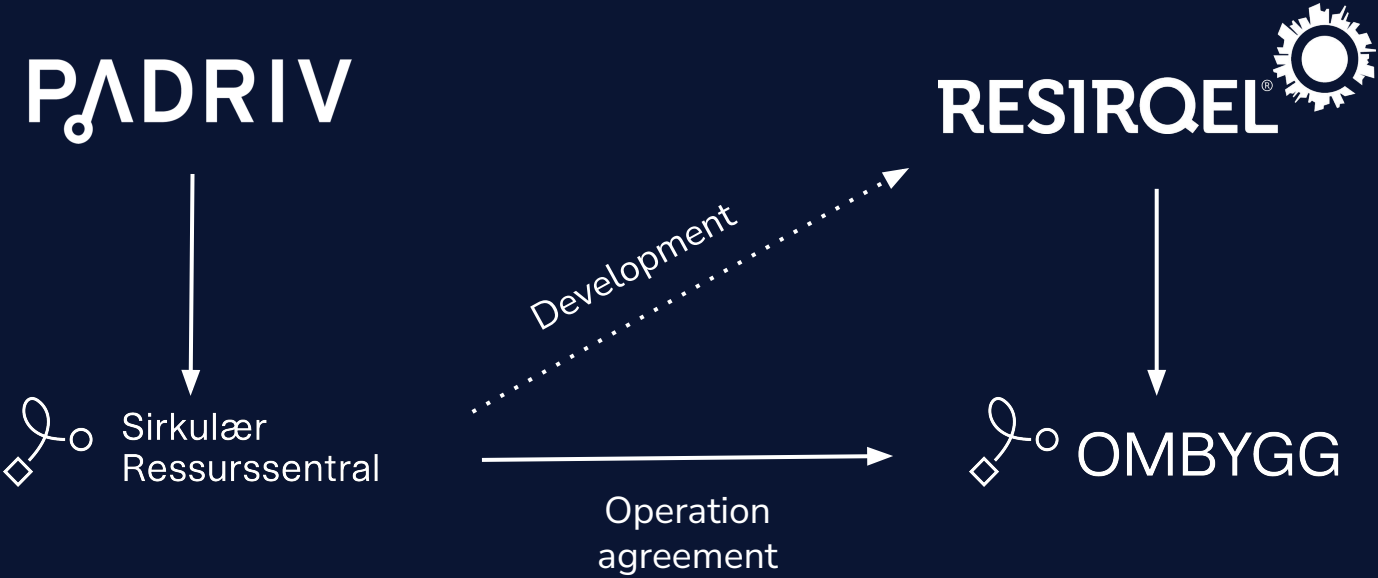 PADRIV
RESIRQEL®
Development
Sirkulær
Ressurssentral
OMBYGG
Operation
agreement